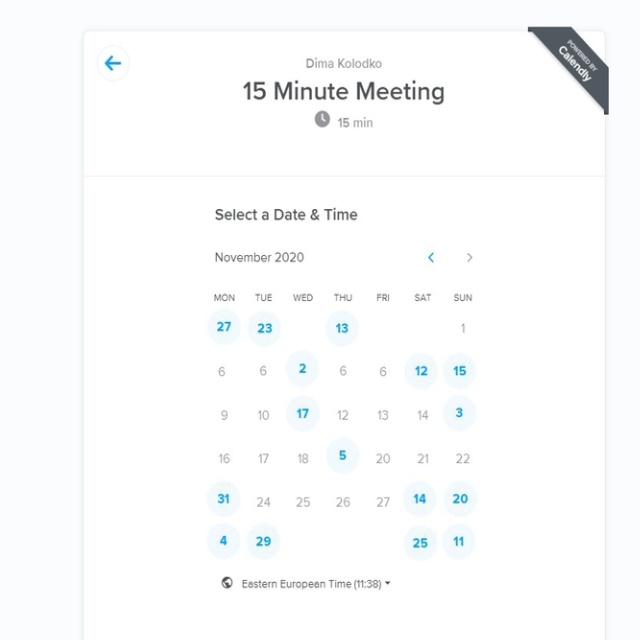 POWERED BY
Calendly
Dima Kolodko
15 Minute Meeting
15 min
Select a Date & Time
November 2020
MON TUE WED THU FRI SAT SUN
27 23 13 1
6 6 2 6 6 12 15
9 10 17 12 13 14 3
16 17 18 5 20 21 22
31 24 25 26 27 14 20
4 29 25 11
Eastern European Time (11:38)